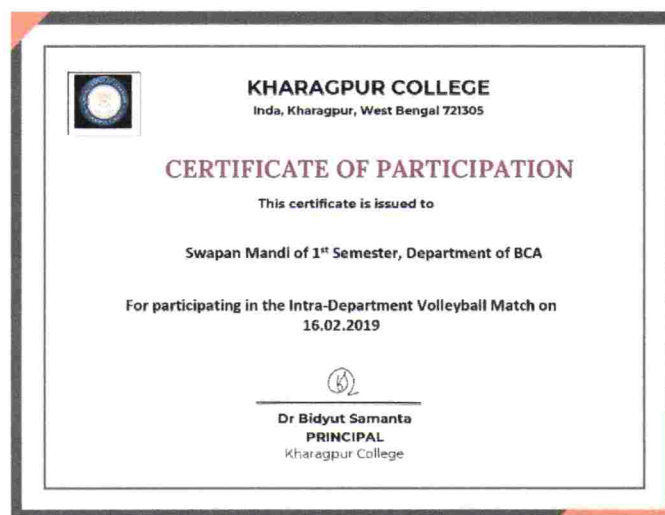 KHARAGPUR COLLEGE
Inda, Kharagpur, West Bengal 721305
CERTIFICATE OF PARTICIPATION
This certificate is issued to
Swapan Mandi of 1st Semester, Department of BCA
For participating in the Intra-Department Volleyball Match on
16.02.2019
Dr Bidyut Samanta
PRINCIPAL
Kharagpur College